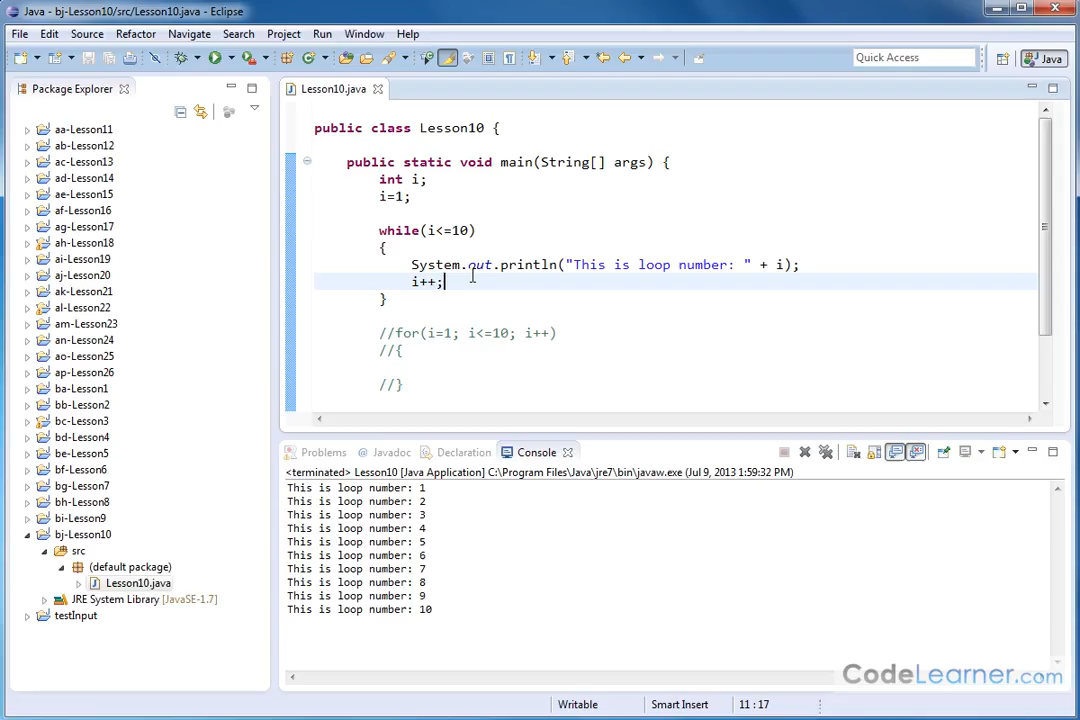 Java - bj-Lesson10/src/Lesson10.java - Eclipse
File Edit Source Refactor Navigate Search Project Run Window Help
Quick Access
Java
Package Explorer
Lesson10.java
aa-Lesson11
ab-Lesson12
ac-Lesson13
ad-Lesson14
ae-Lesson15
af-Lesson16
ag-Lesson17
ah-Lesson18
ai-Lesson19
aj-Lesson20
ak-Lesson21
al-Lesson22
am-Lesson23
an-Lesson24
ao-Lesson25
ap-Lesson26
ba-Lesson1
bb-Lesson2
bc-Lesson3
bd-Lesson4
be-Lesson5
bf-Lesson6
bg-Lesson7
bh-Lesson8
bi-Lesson9
bj-Lesson10
src
(default package)
Lesson10.java
JRE System Library [JavaSE-1.7]
testInput
public class Lesson10 {
public static void main(String[] args) {
int i;
i=1;
while(i<=10)
{
System.out.println("This is loop number: " + i);
i++;
}
//for(i=1; i<=10; i++)
//{
//}
Problems @ Javadoc Declaration Console
<terminated> Lesson10 [Java Application] C:\Program Files\Java\jre7\bin\javaw.exe (Jul 9, 2013 1:59:32 PM)
This is loop number: 1
This is loop number: 2
This is loop number: 3
This is loop number: 4
This is loop number: 5
This is loop number: 6
This is loop number: 7
This is loop number: 8
This is loop number: 9
This is loop number: 10
CodeLearner.com
Writable Smart Insert 11 : 17